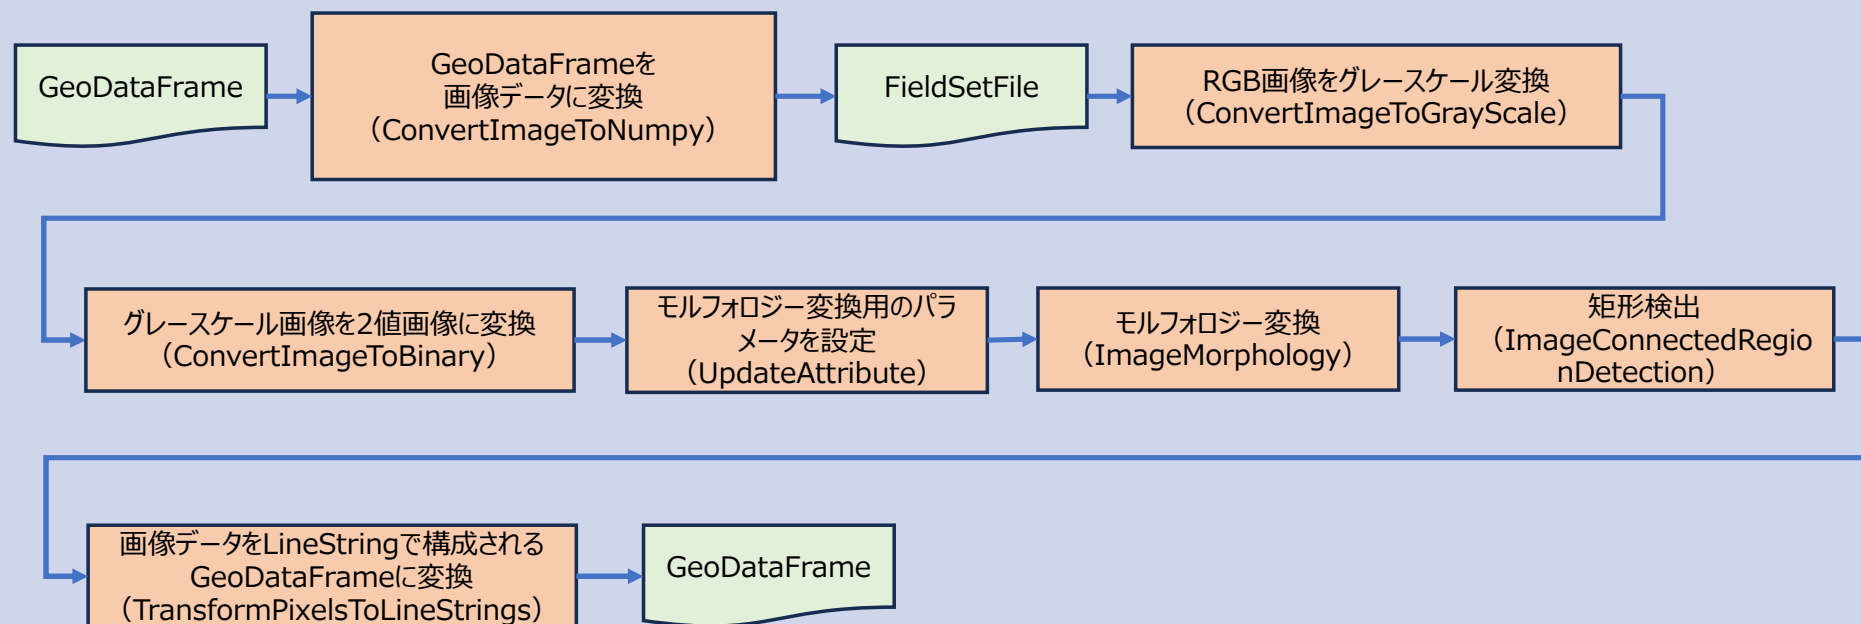 GeoDataFrame
GeoDataFrameを
画像データに変換
（ConvertImageToNumpy）
FieldSetFile
RGB画像をグレースケール変換
（ConvertImageToGrayScale）
グレースケール画像を2値画像に変換
（ConvertImageToBinary）
モルフォロジー変換用のパラ
メータを設定
（UpdateAttribute）
モルフォロジー変換
（ImageMorphology）
矩形検出
（ImageConnectedRegio
nDetection）
画像データをLineStringで構成される
GeoDataFrameに変換
（TransformPixelsToLineStrings）
GeoDataFrame